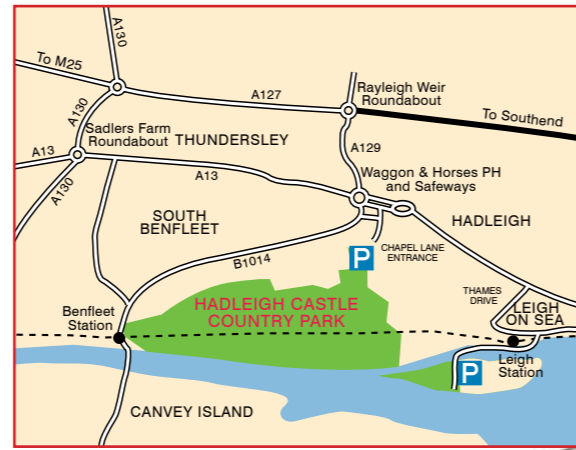 A130
To M25
A127
Rayleigh Weir
Roundabout
To Southend
A130
Sadlers Farm
Roundabout
THUNDERSLEY
A129
A13
A13
Waggon & Horses PH
and Safeways
A130
SOUTH
BENFLEET
HADLEIGH
B1014
P
CHAPEL LANE
ENTRANCE
Benfleet
Station
HADLEIGH CASTLE
COUNTRY PARK
THAMES
DRIVE
LEIGH
ON SEA
Leigh
Station
P
CANVEY ISLAND